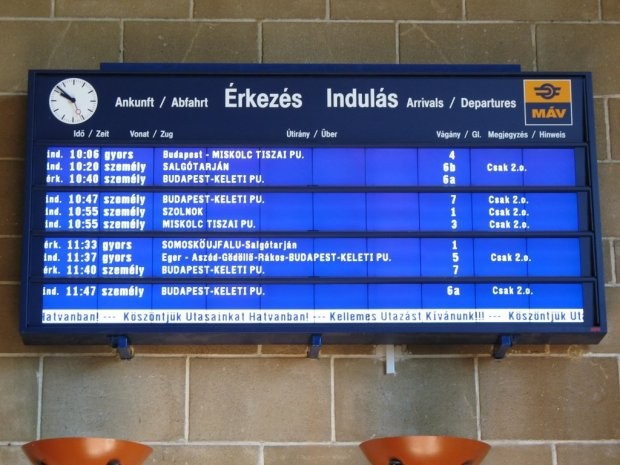 Ankunft / Abfahrt Érkezés Indulás Arrivals / Departures
MÁV
Idő / Zeit Vonat / Zug Útirány / Über Vágány / Gl. Megjegyzés / Hinweis
ind. 10:06 gyors Budapest - MISKOLC TISZAI PU. 4
ind. 10:20 személy SALGÓTARJÁN 6b Csak 2.o.
érk. 10:40 személy BUDAPEST-KELETI PU. 6a
ind. 10:47 személy BUDAPEST-KELETI PU. 7 Csak 2.o.
ind. 10:55 személy SZOLNOK 1 Csak 2.o.
ind. 10:55 személy MISKOLC TISZAI PU. 3 Csak 2.o.
érk. 11:33 gyors SOMOSKŐUJFALU-Salgótarján 1
ind. 11:37 gyors Eger - Aszód-Gödöllő-Rákos-BUDAPEST-KELETI PU. 5 Csak 2.o.
érk. 11:40 személy BUDAPEST-KELETI PU. 7
ind. 11:47 személy BUDAPEST-KELETI PU. 6a Csak 2.o.
Hatvanban! --- Köszöntjük Utasainkat Hatvanban! --- Kellemes Utazást Kívánunk!!! --- Köszöntjük Uta